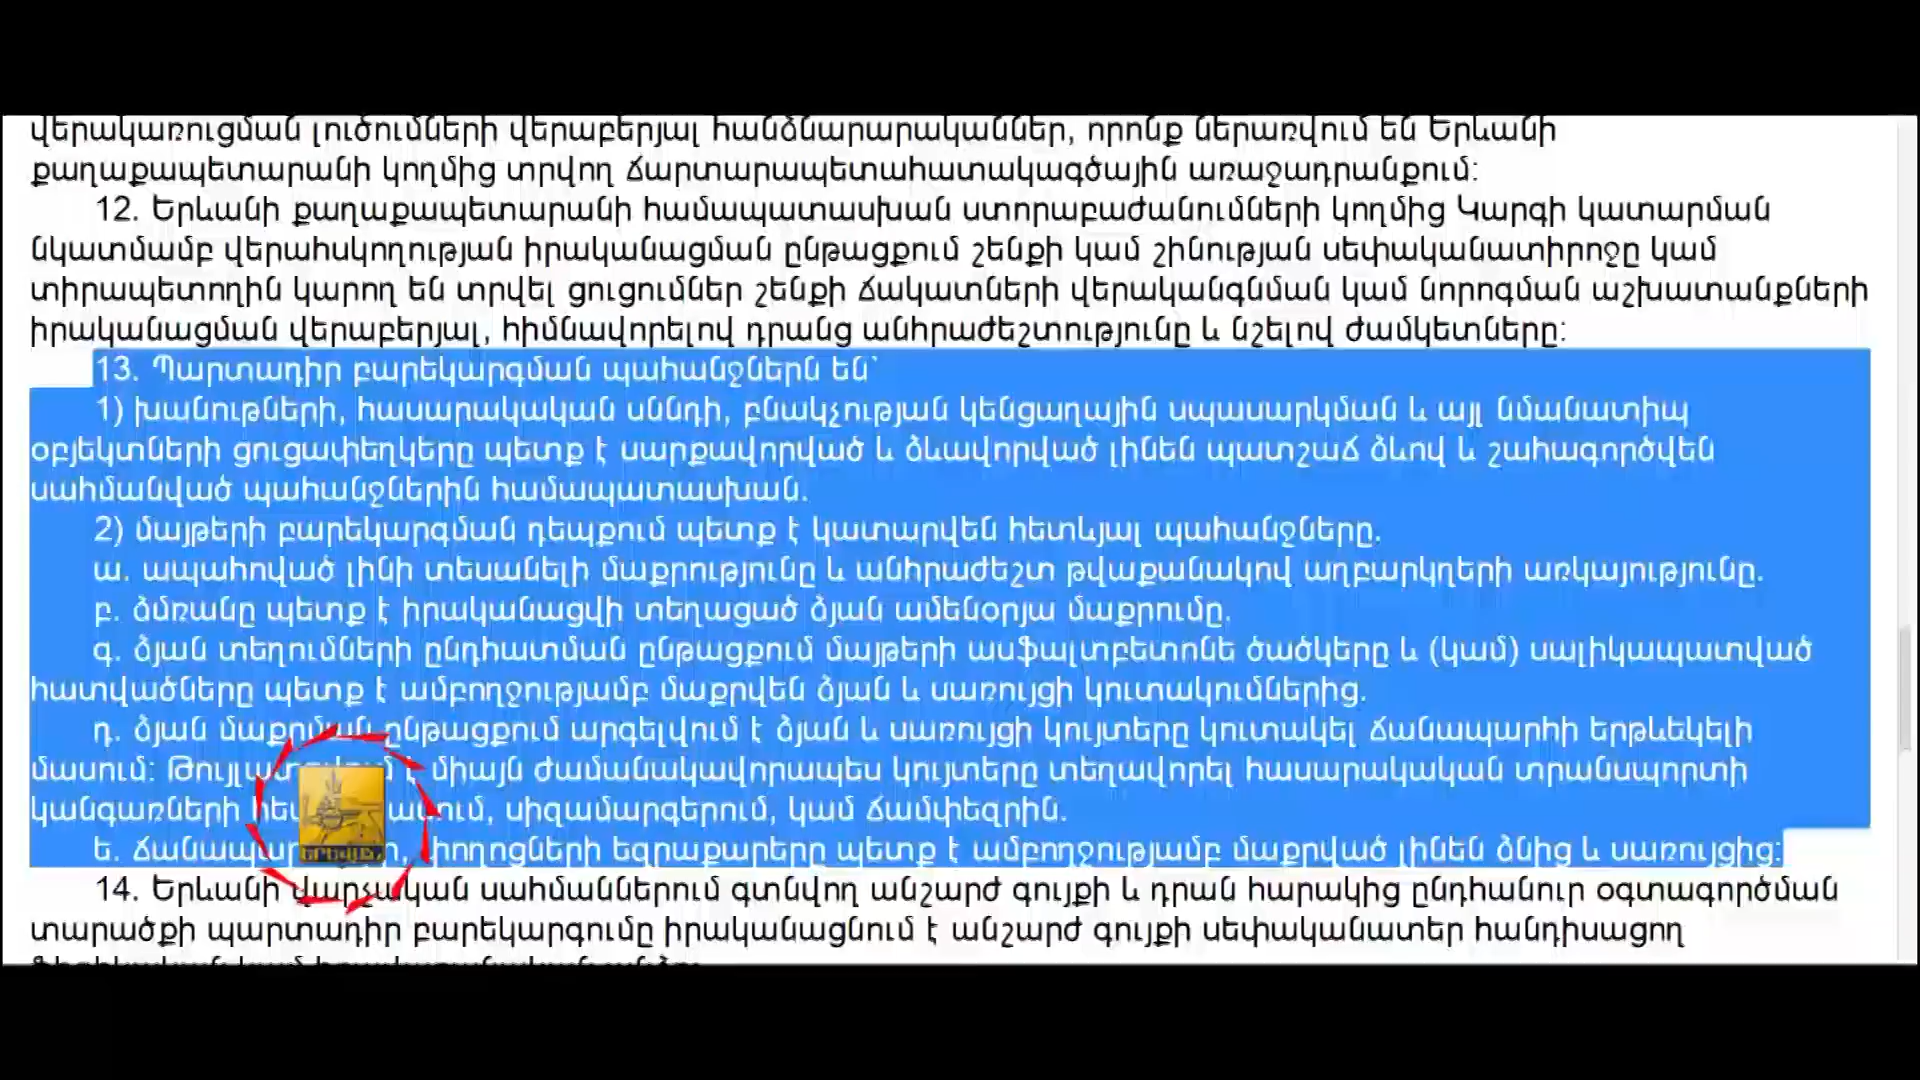 վերակառուցման լուծումների վերաբերյալ հանձնարարականներ, որոնք ներառվում են Երևանի
քաղաքապետարանի կողմից տրվող ճարտարապետահատակագծային առաջադրանքում:
12. Երևանի քաղաքապետարանի համապատասխան ստորաբաժանումների կողմից Կարգի կատարման
նկատմամբ վերահսկողության իրականացման ընթացքում շենքի կամ շինության սեփականատիրոջը կամ
տիրապետողին կարող են տրվել ցուցումներ շենքի ճակատների վերականգնման կամ նորոգման աշխատանքների
իրականացման վերաբերյալ, հիմնավորելով դրանց անհրաժեշտությունը և նշելով ժամկետները:
13. Պարտադիր բարեկարգման պահանջներն են`
1) խանութների, հասարակական սննդի, բնակչության կենցաղային սպասարկման և այլ նմանատիպ
օբյեկտների ցուցափեղկերը պետք է սարքավորված և ձևավորված լինեն պատշաճ ձևով և շահագործվեն
սահմանված պահանջներին համապատասխան.
2) մայթերի բարեկարգման դեպքում պետք է կատարվեն հետևյալ պահանջները.
ա. ապահոված լինի տեսանելի մաքրությունը և անհրաժեշտ թվաքանակով աղբարկղերի առկայությունը.
բ. ձմռանը պետք է իրականացվի տեղացած ձյան ամենօրյա մաքրումը.
գ. ձյան տեղումների ընդհատման ընթացքում մայթերի ասֆալտբետոնե ծածկերը և (կամ) սալիկապատված
հատվածները պետք է ամբողջությամբ մաքրվեն ձյան և սառույցի կուտակումներից.
դ. ձյան մաքրման ընթացքում արգելվում է ձյան և սառույցի կույտերը կուտակել ճանապարհի երթևեկելի
մասում: է միայն ժամանակավորապես կույտերը տեղավորել հասարակական տրանսպորտի
կանգառների սիզամարգերում, կամ ճամփեզրին.
ե. փողոցների եզրաքարերը պետք է ամբողջությամբ մաքրված լինեն ձնից և սառույցից:
ԵՐԵՎԱՆ
14. Երևանի վարչական սահմաններում գտնվող անշարժ գույքի և դրան հարակից ընդհանուր օգտագործման
տարածքի պարտադիր բարեկարգումը իրականացնում է անշարժ գույքի սեփականատեր հանդիսացող